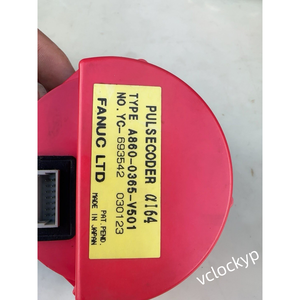 PULSECODER αI64
TYPE A860-0365-V501
NO. YC-693542 030123
FANUC LTD
PAT. PEND.
MADE IN JAPAN
vclockyp